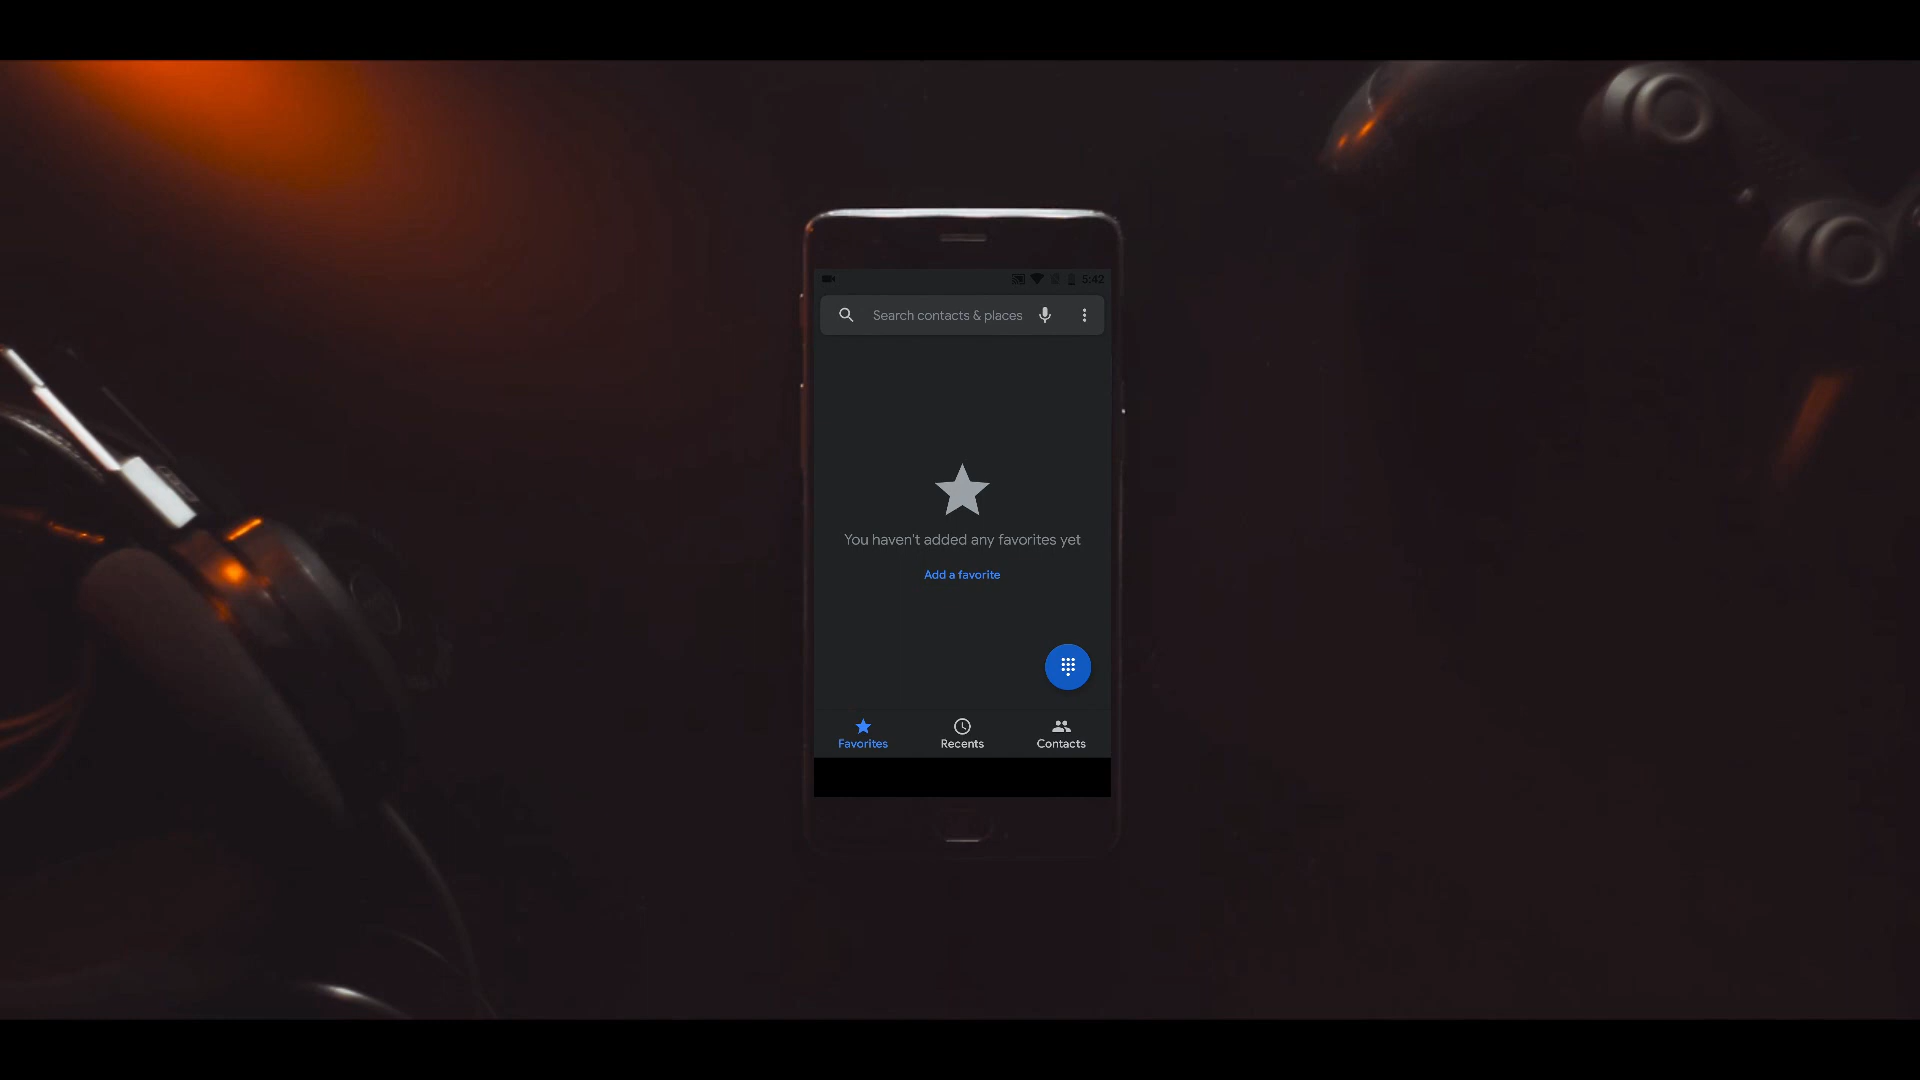 5:42
Search contacts & places
You haven't added any favorites yet
Add a favorite
Favorites Recents Contacts